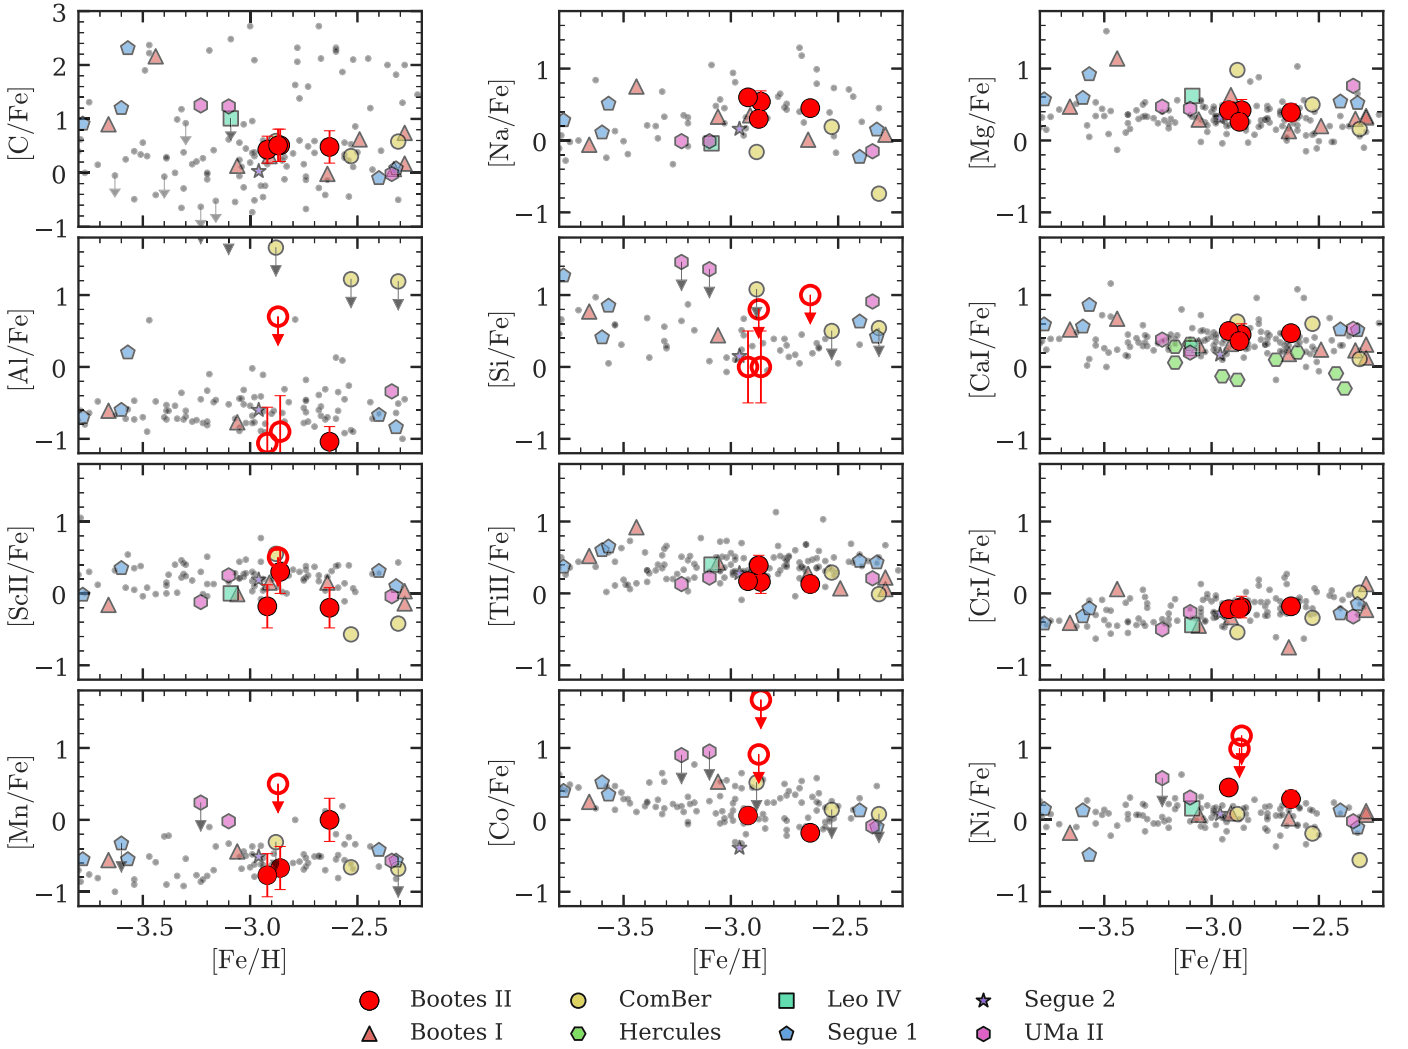 3
2
1
0
−1
[C/Fe]
1
0
−1
[Na/Fe]
1
0
−1
[Mg/Fe]
1
0
−1
[Al/Fe]
1
0
−1
[Si/Fe]
1
0
−1
[CaI/Fe]
1
0
−1
[ScII/Fe]
1
0
−1
[TiII/Fe]
1
0
−1
[CrI/Fe]
1
0
−1
[Mn/Fe]
1
0
−1
[Co/Fe]
1
0
−1
[Ni/Fe]
−3.5 −3.0 −2.5
−3.5 −3.0 −2.5
−3.5 −3.0 −2.5
[Fe/H]
[Fe/H]
[Fe/H]
Bootes II ComBer Leo IV Segue 2
Bootes I Hercules Segue 1 UMa II